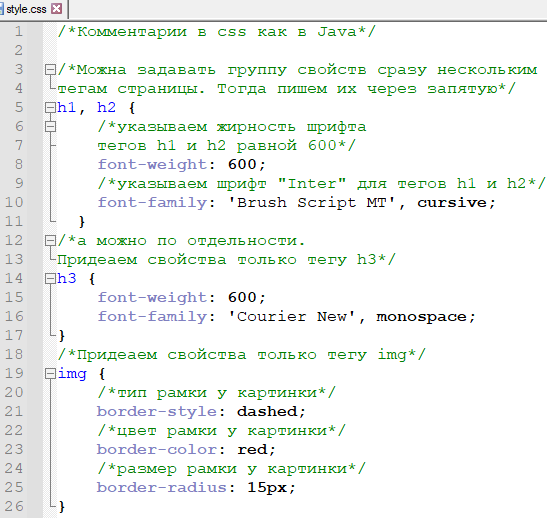 style.css
1 /*Комментарии в css как в Java*/
2
3 /*Можна задавать группу свойств сразу нескольким
4 тегам страницы. Тогда пишем их через запятую*/
5 h1, h2 {
6 /*указываем жирность шрифта
7 тегов h1 и h2 равной 600*/
8 font-weight: 600;
9 /*указываем шрифт "Inter" для тегов h1 и h2*/
10 font-family: 'Brush Script MT', cursive;
11 }
12 /*а можно по отдельности.
13 Придеаем свойства только тегу h3*/
14 h3 {
15 font-weight: 600;
16 font-family: 'Courier New', monospace;
17 }
18 /*Придеаем свойства только тегу img*/
19 img {
20 /*тип рамки у картинки*/
21 border-style: dashed;
22 /*цвет рамки у картинки*/
23 border-color: red;
24 /*размер рамки у картинки*/
25 border-radius: 15px;
26 }